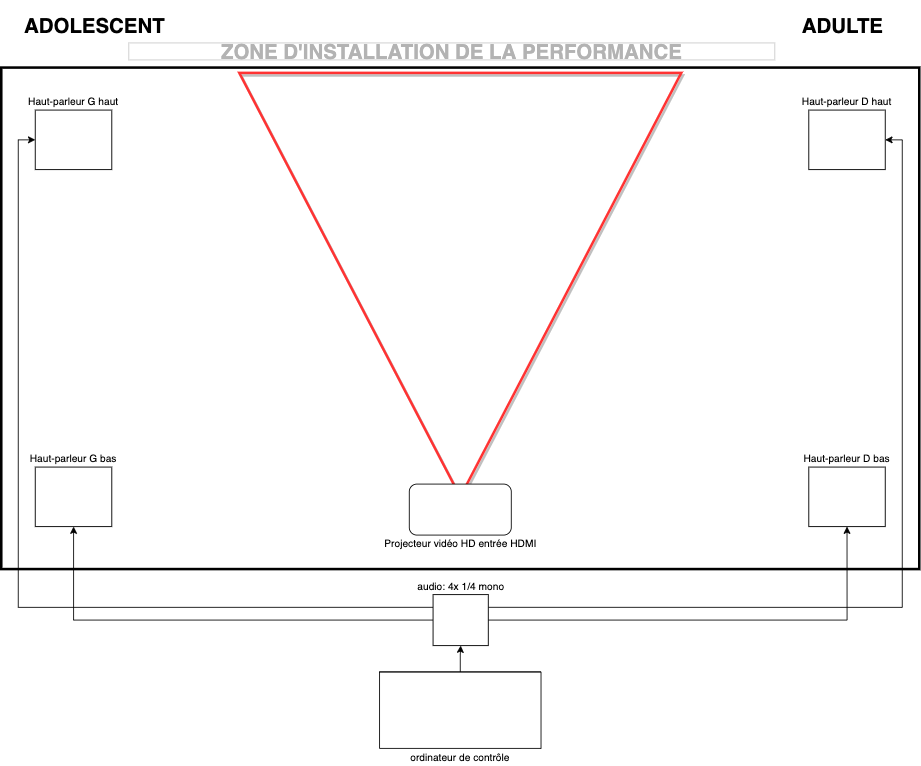 ADOLESCENT
ADULTE
ZONE D'INSTALLATION DE LA PERFORMANCE
Haut-parleur G haut
Haut-parleur D haut
Haut-parleur G bas
Haut-parleur D bas
Projecteur vidéo HD entrée HDMI
audio: 4x 1/4 mono
ordinateur de contrôle